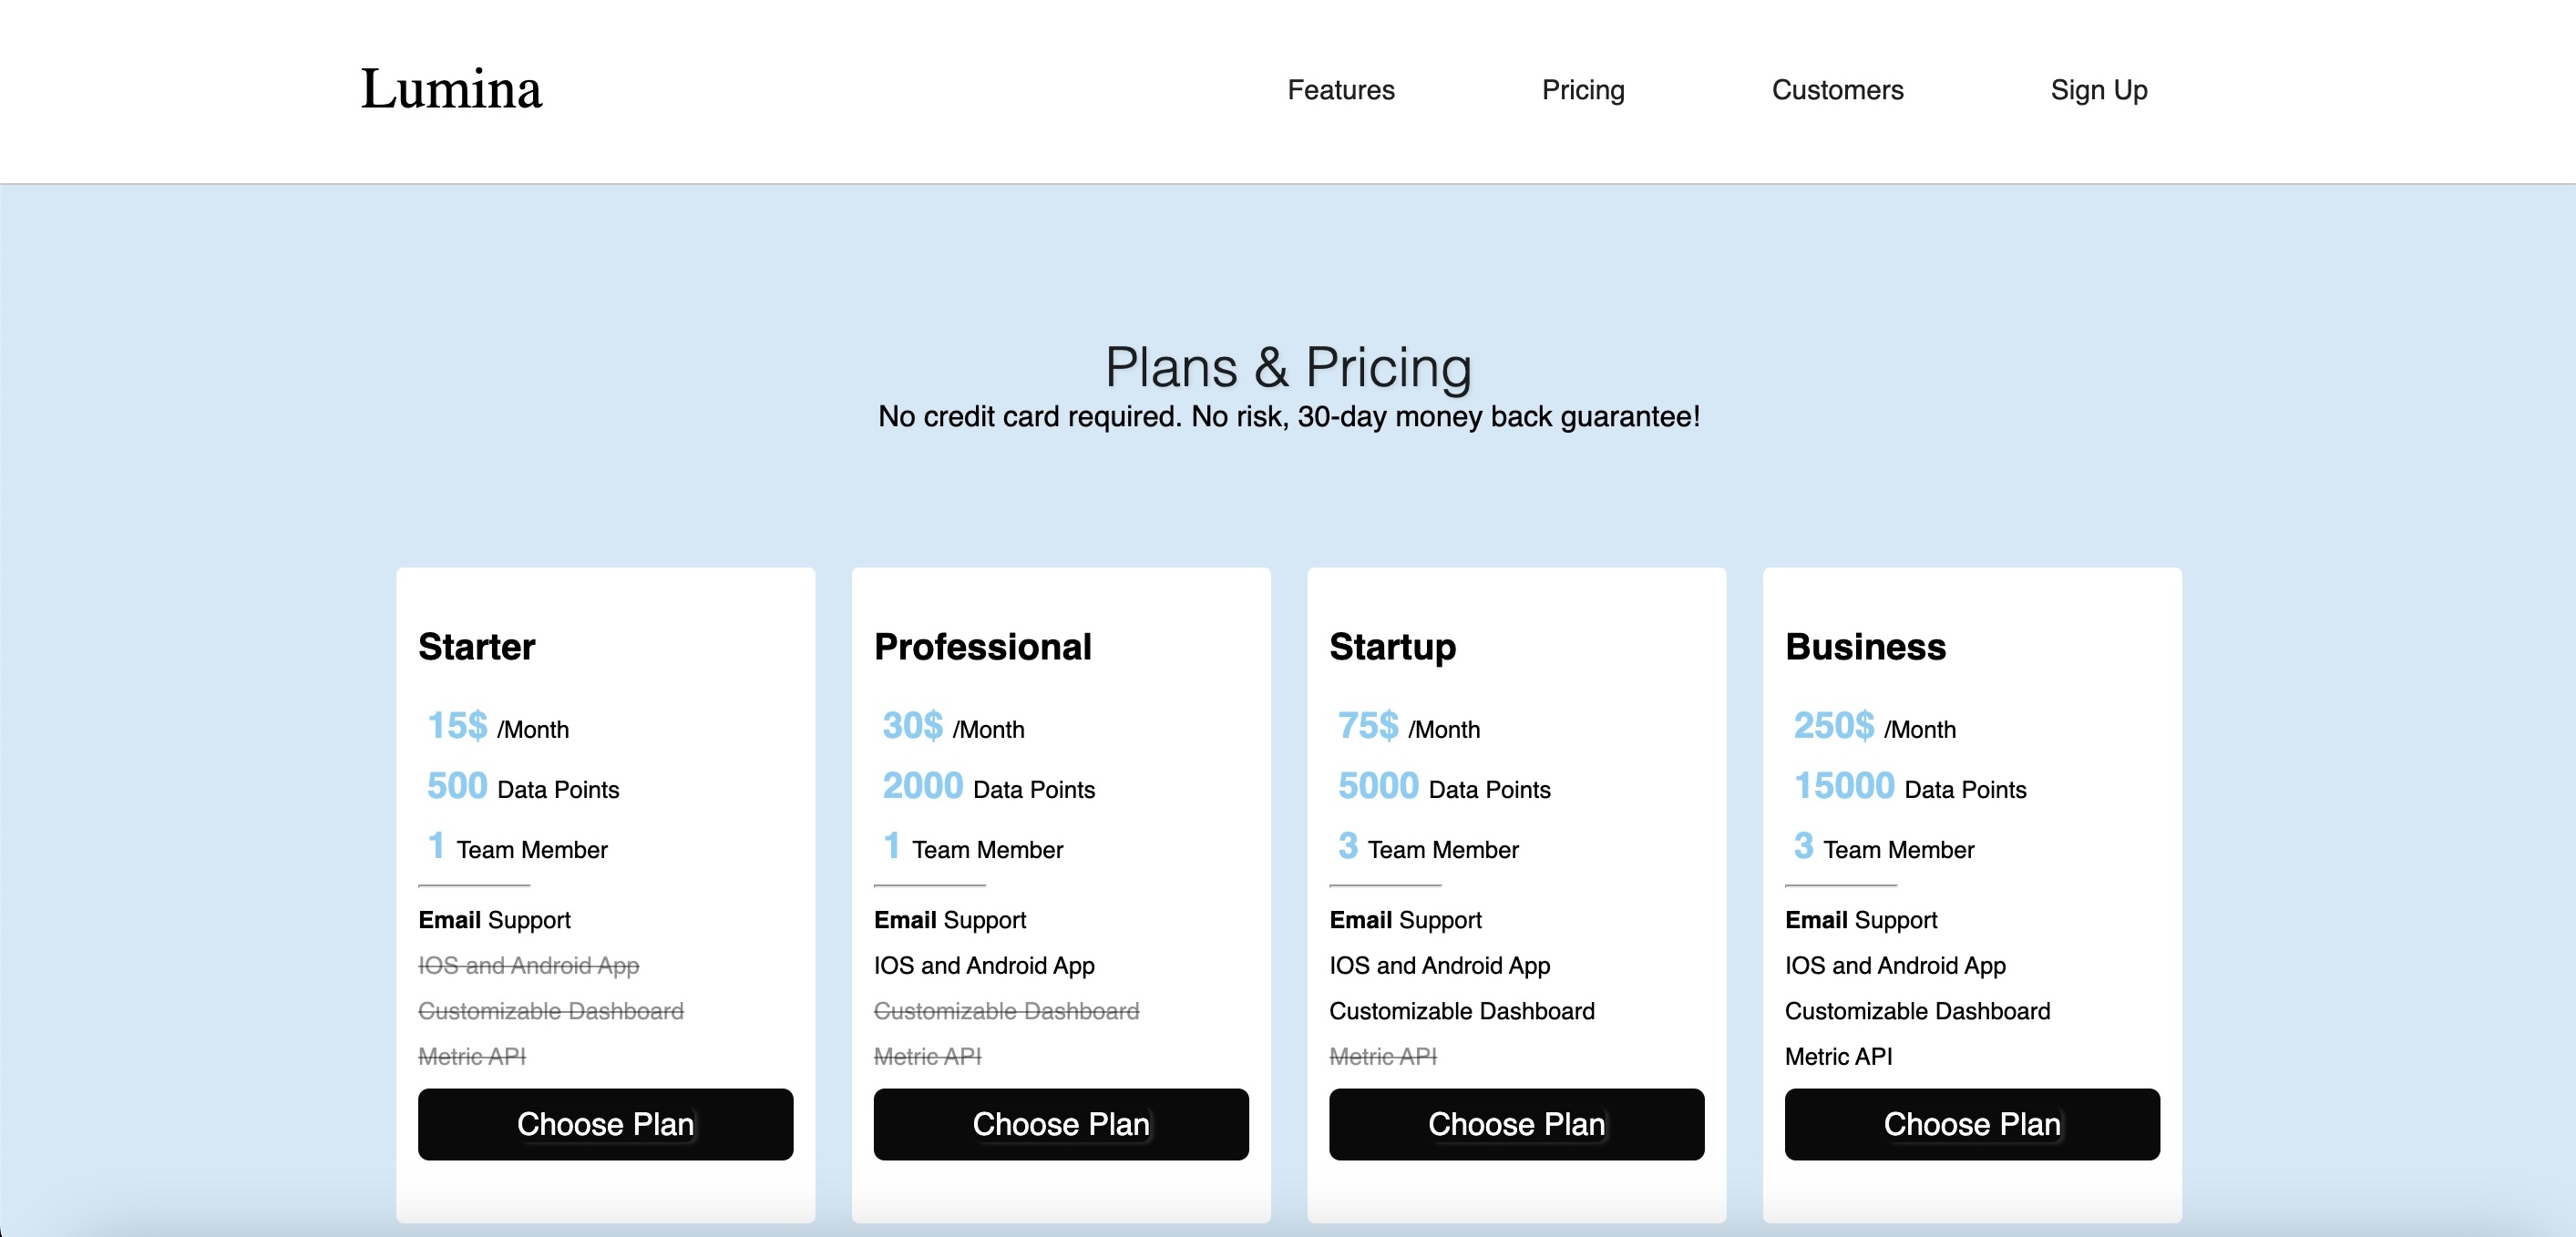 Lumina
Features Pricing Customers Sign Up
Plans & Pricing
No credit card required. No risk, 30-day money back guarantee!
Starter
15$ /Month
500 Data Points
1 Team Member
Email Support
IOS and Android App
Customizable Dashboard
Metric API
Choose Plan
Professional
30$ /Month
2000 Data Points
1 Team Member
Email Support
IOS and Android App
Customizable Dashboard
Metric API
Choose Plan
Startup
75$ /Month
5000 Data Points
3 Team Member
Email Support
IOS and Android App
Customizable Dashboard
Metric API
Choose Plan
Business
250$ /Month
15000 Data Points
3 Team Member
Email Support
IOS and Android App
Customizable Dashboard
Metric API
Choose Plan